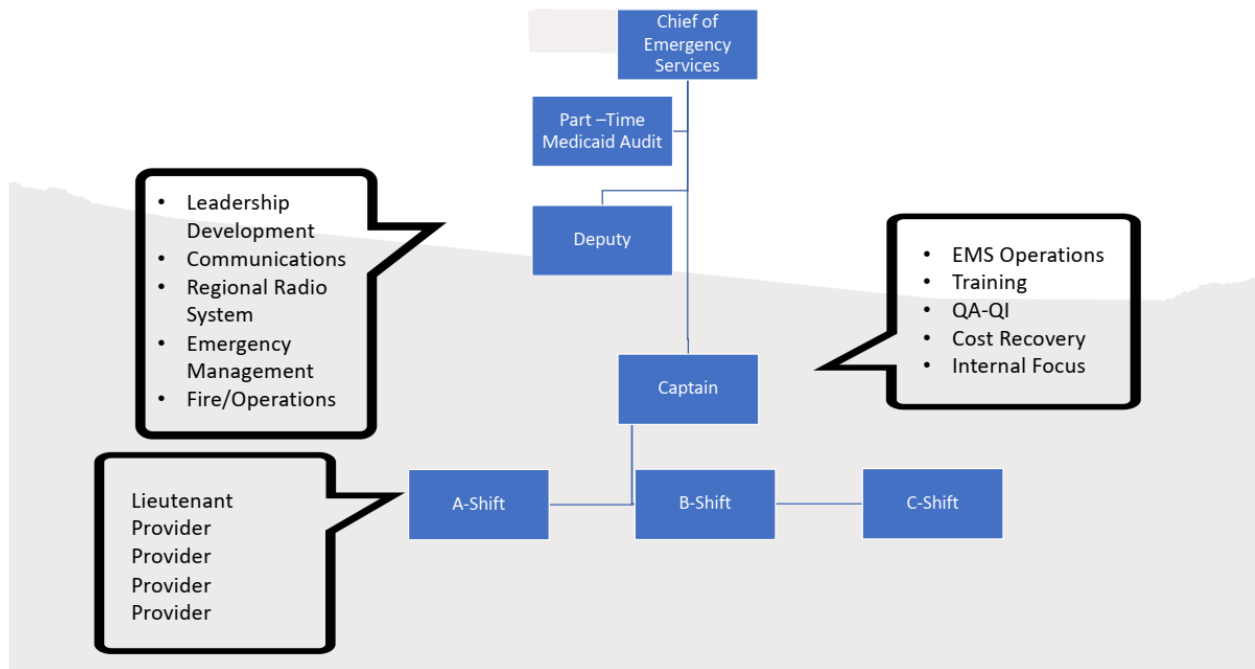 Chief of
Emergency
Services
Part –Time
Medicaid Audit
Deputy
• Leadership
Development
• Communications
• Regional Radio
System
• Emergency
Management
• Fire/Operations
• EMS Operations
• Training
• QA-QI
• Cost Recovery
• Internal Focus
Captain
Lieutenant
Provider
Provider
Provider
Provider
A-Shift
B-Shift
C-Shift